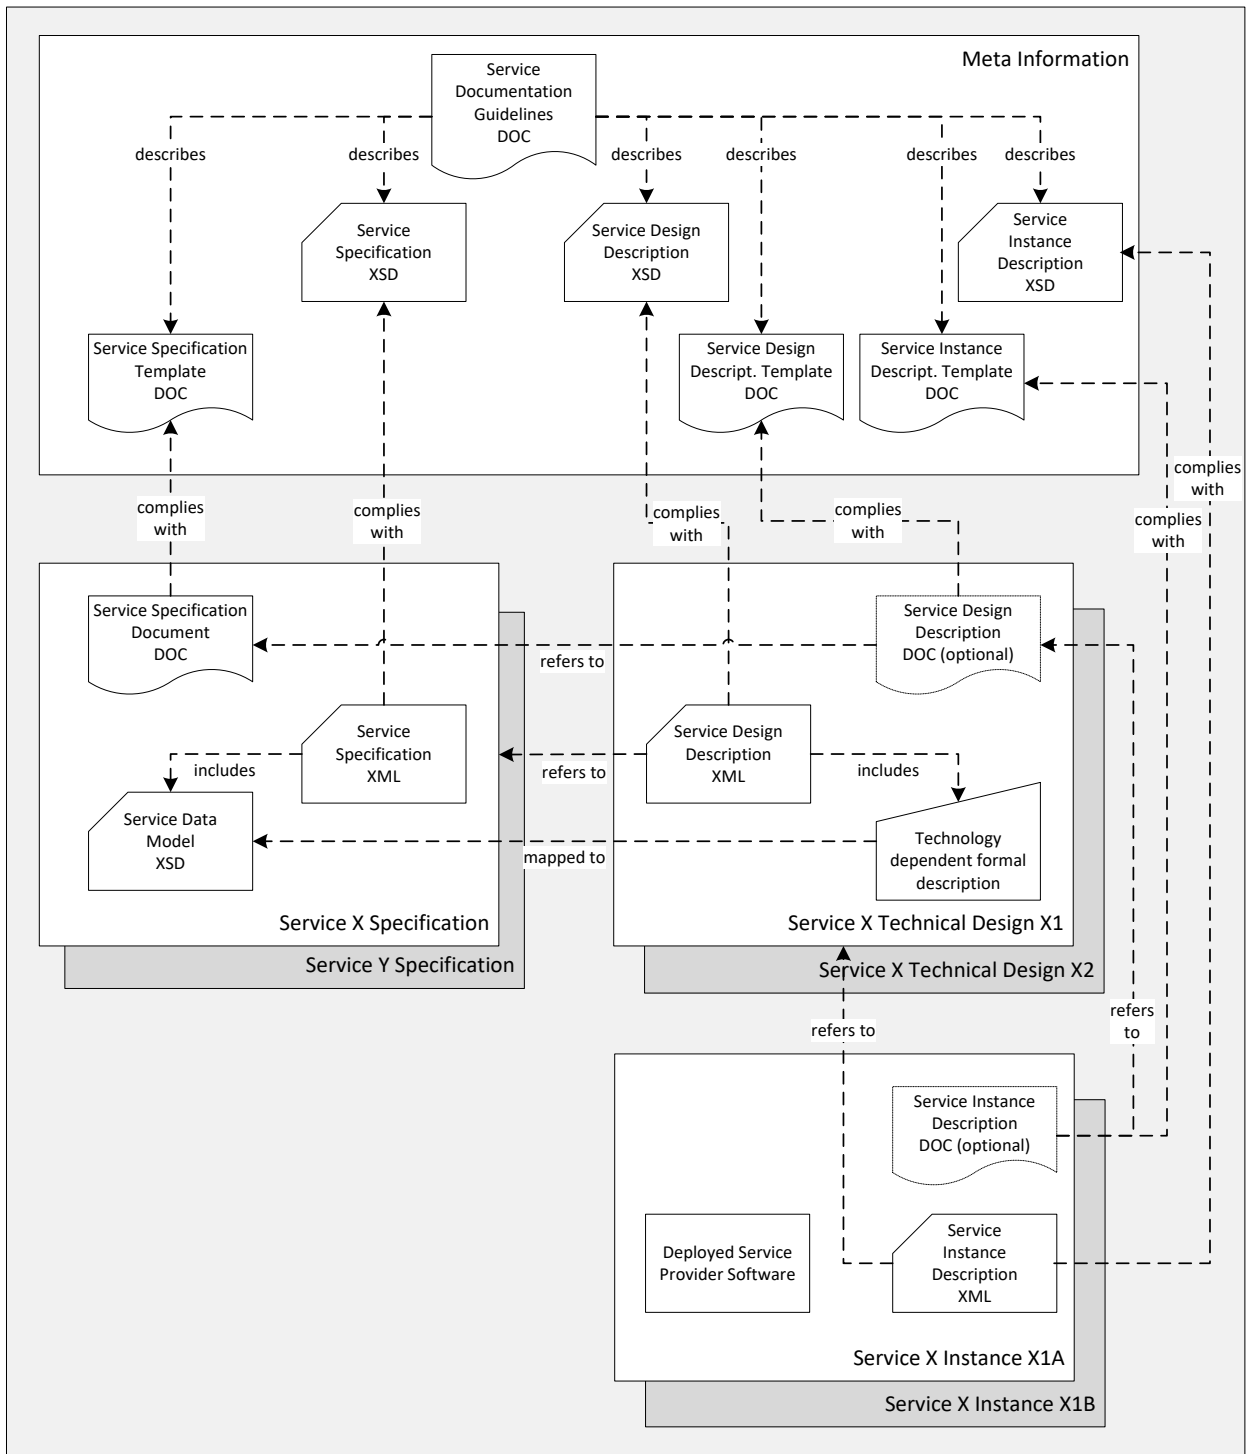 Meta Information
Service
Documentation
Guidelines
DOC
describes
describes
describes
describes
describes
describes
Service
Specification
XSD
Service Design
Description
XSD
Service
Instance
Description
XSD
Service Specification
Template
DOC
Service Design
Descript. Template
DOC
Service Instance
Descript. Template
DOC
complies
with
complies
with
complies
with
complies
with
complies
with
complies
with
Service Specification
Document
DOC
Service Design
Description
DOC (optional)
refers to
Service
Specification
XML
Service Design
Description
XML
includes
refers to
includes
Service Data
Model
XSD
mapped to
Technology
dependent formal
description
Service X Specification
Service X Technical Design X1
Service Y Specification
Service X Technical Design X2
refers to
refers
to
Service Instance
Description
DOC (optional)
Deployed Service
Provider Software
Service
Instance
Description
XML
Service X Instance X1A
Service X Instance X1B